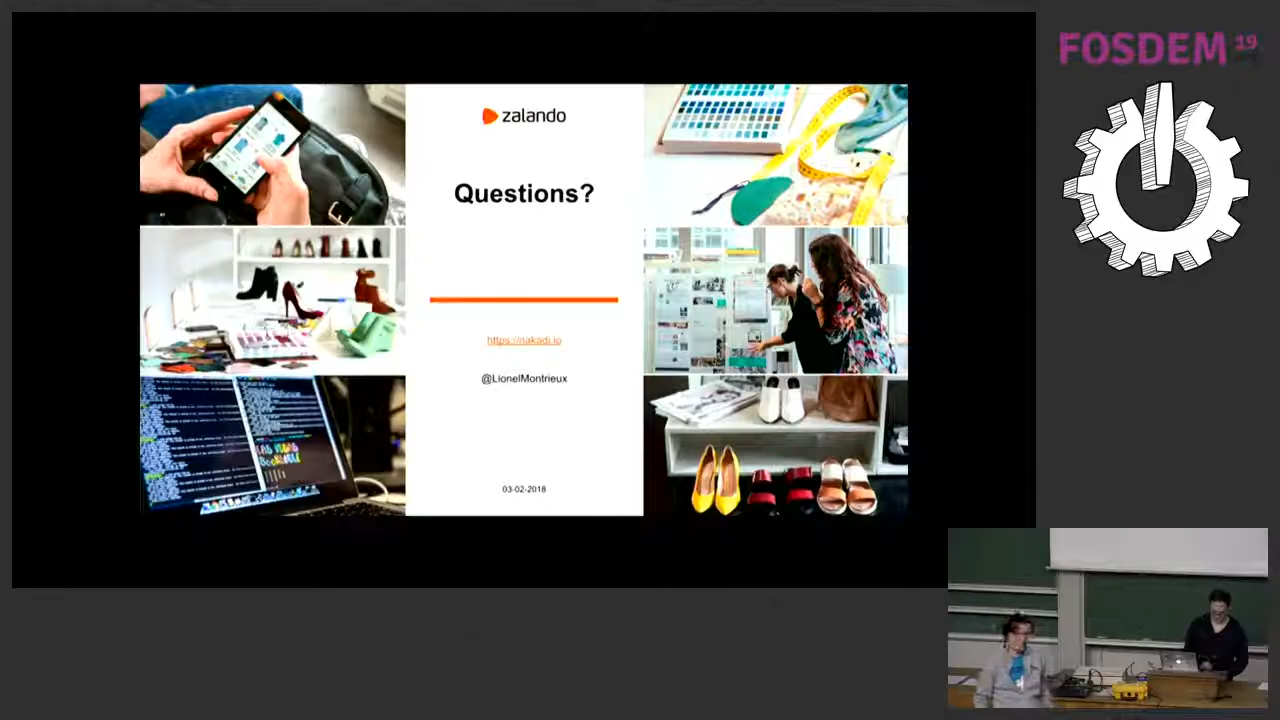 FOSDEM 19
zalando
Questions?
https://nakadi.io
@LionelMontrieux
03-02-2018